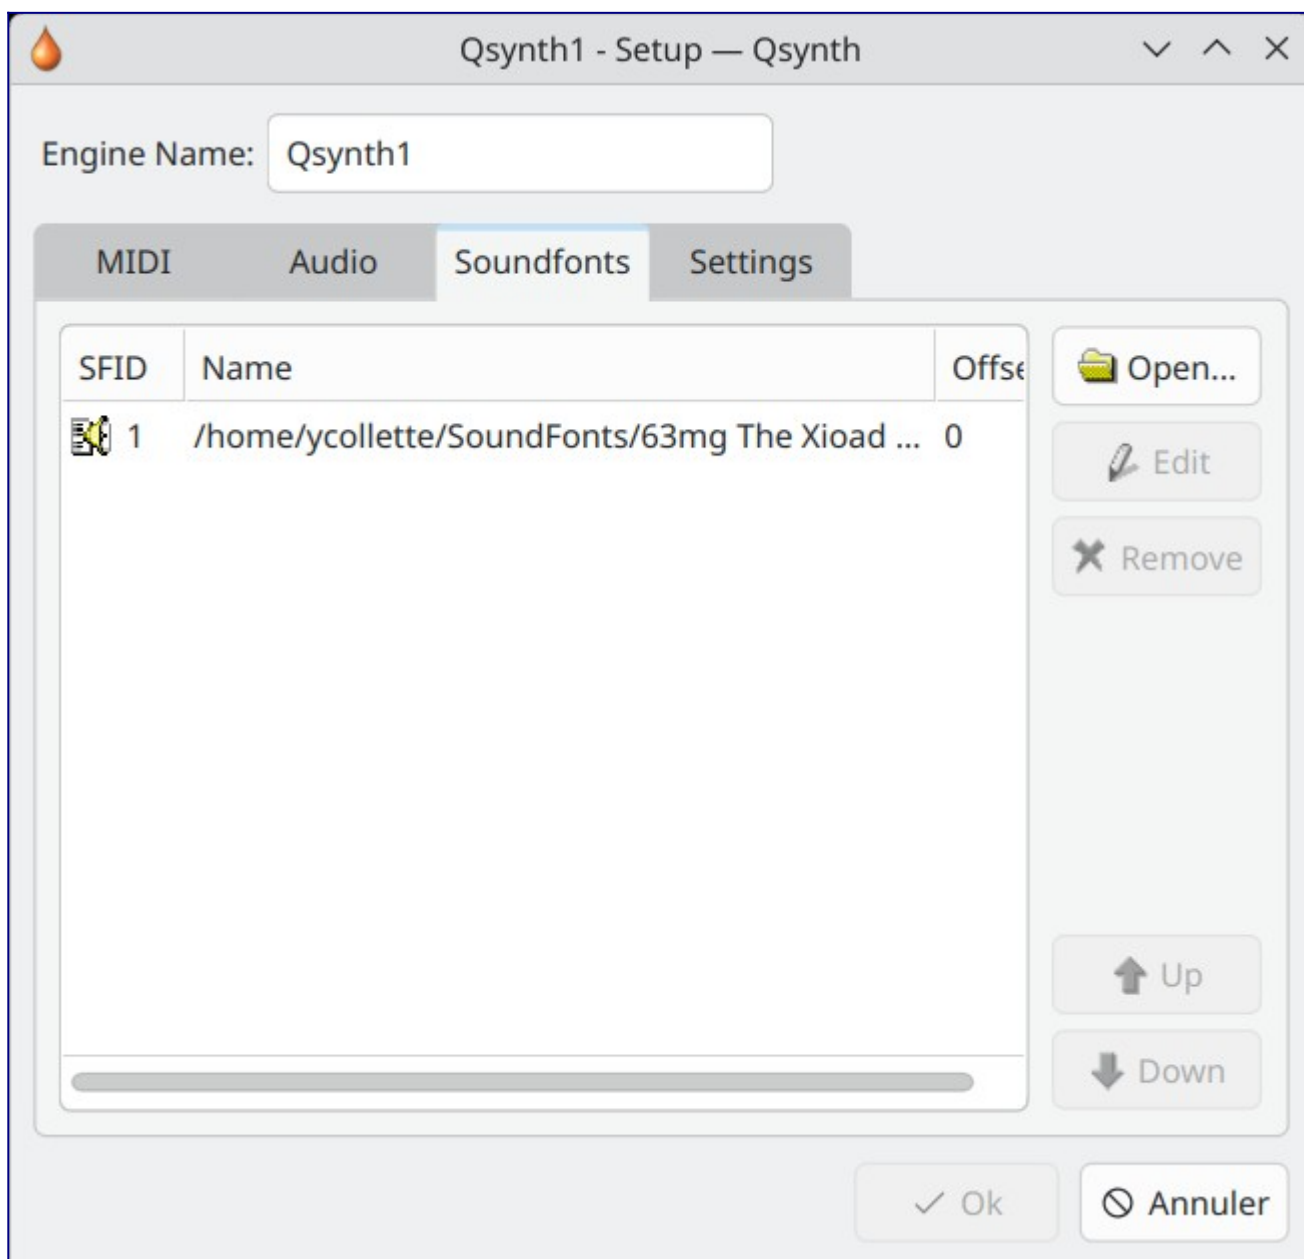 Qsynth1 - Setup — Qsynth
Engine Name: Qsynth1
MIDI Audio Soundfonts Settings
SFID Name Offse
1 /home/ycollette/SoundFonts/63mg The Xioad ... 0
Open...
Edit
Remove
Up
Down
Ok Annuler